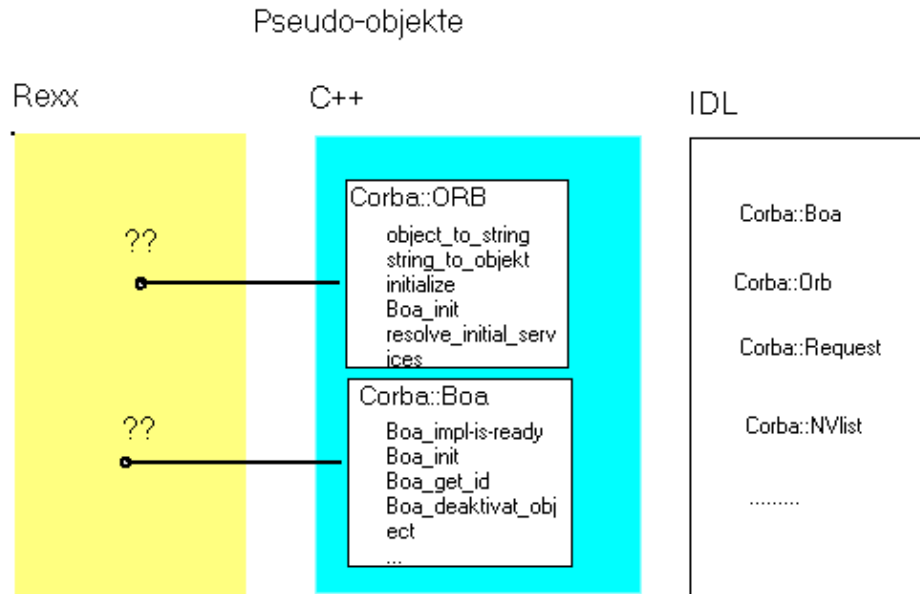 Pseudo-objekte
Rexx
C++
IDL
??
??
Corba::ORB
object_to_string
string_to_objekt
initialize
Boa_init
resolve_initial_serv
ices
Corba::Boa
Boa_impl-is-ready
Boa_init
Boa_get_id
Boa_deaktivat_obj
ect
...
Corba::Boa
Corba::Orb
Corba::Request
Corba::NVlist
.........